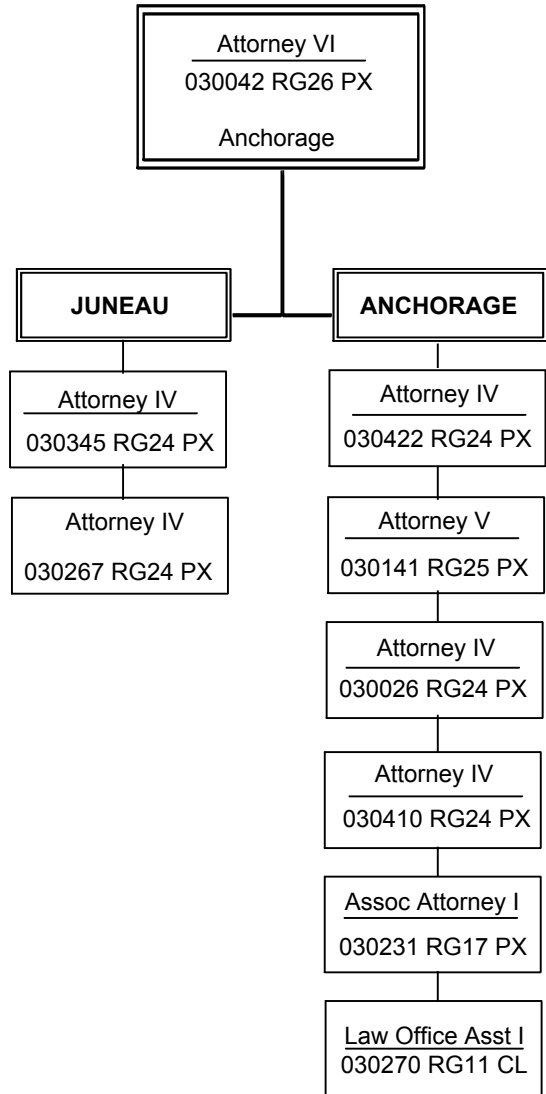 Attorney VI
030042 RG26 PX
Anchorage
JUNEAU
Attorney IV
030345 RG24 PX
Attorney IV
030267 RG24 PX
ANCHORAGE
Attorney IV
030422 RG24 PX
Attorney V
030141 RG25 PX
Attorney IV
030026 RG24 PX
Attorney IV
030410 RG24 PX
Assoc Attorney I
030231 RG17 PX
Law Office Asst I
030270 RG11 CL